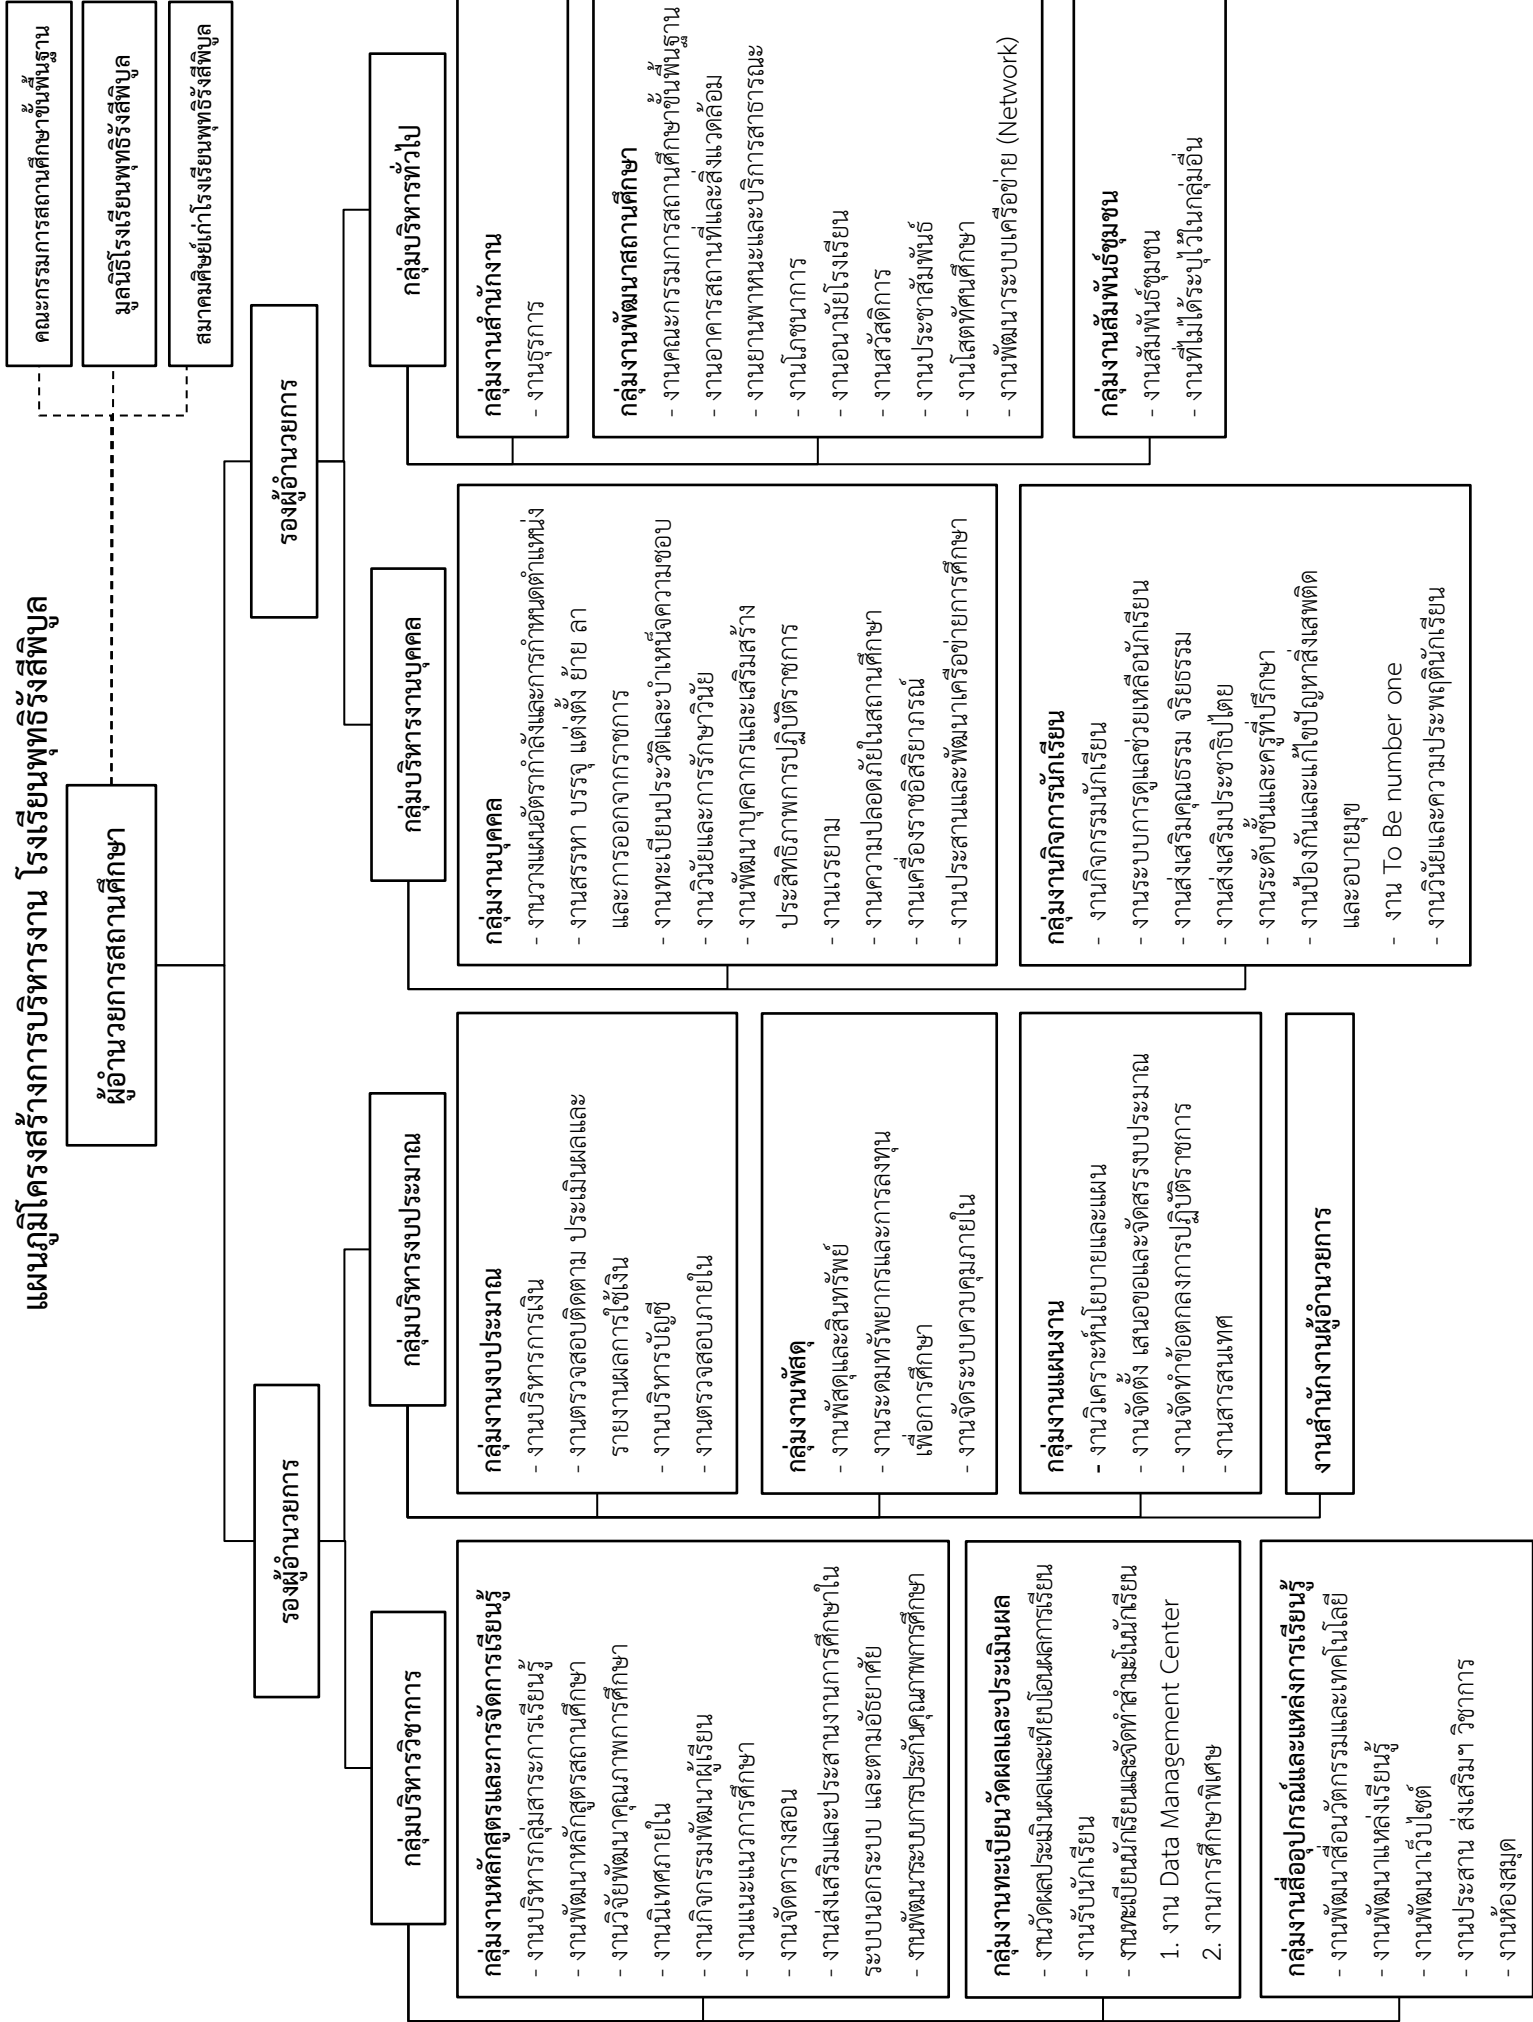 แผนภูมิโครงสร้างการบริหารงาน โรงเรียนพุทธิรังสีพิบูล
คณะกรรมการสถานศึกษาขั้นพื้นฐาน
มูลนิธิโรงเรียนพุทธิรังสีพิบูล
สมาคมศิษย์เก่าโรงเรียนพุทธิรังสีพิบูล
ผู้อำนวยการสถานศึกษา
รองผู้อำนวยการ
รองผู้อำนวยการ
กลุ่มบริหารวิชาการ
กลุ่มบริหารงบประมาณ
กลุ่มบริหารงานบุคคล
กลุ่มบริหารทั่วไป
กลุ่มงานหลักสูตรและการจัดการเรียนรู้
- งานบริหารกลุ่มสาระการเรียนรู้
- งานพัฒนาหลักสูตรสถานศึกษา
- งานวิจัยพัฒนาคุณภาพการศึกษา
- งานนิเทศภายใน
- งานกิจกรรมพัฒนาผู้เรียน
- งานแนะแนวการศึกษา
- งานจัดตารางสอน
- งานส่งเสริมและประสานงานการศึกษาใน
ระบบนอกระบบ และตามอัธยาศัย
- งานพัฒนาระบบการประกันคุณภาพการศึกษา
กลุ่มงานทะเบียนวัดผลและประเมินผล
- งานวัดผลประเมินผลและเทียบโอนผลการเรียน
- งานรับนักเรียน
- งานทะเบียนนักเรียนและจัดทำสำมะโนนักเรียน
1. งาน Data Management Center
2. งานการศึกษาพิเศษ
กลุ่มงานสื่ออุปกรณ์และแหล่งการเรียนรู้
- งานพัฒนาสื่อนวัตกรรมและเทคโนโลยี
- งานพัฒนาแหล่งเรียนรู้
- งานพัฒนาเว็บไซต์
- งานประสาน ส่งเสริมฯ วิชาการ
- งานห้องสมุด
กลุ่มงานงบประมาณ
- งานบริหารการเงิน
- งานตรวจสอบติดตาม ประเมินผลและ
รายงานผลการใช้เงิน
- งานบริหารบัญชี
- งานตรวจสอบภายใน
กลุ่มงานพัสดุ
- งานพัสดุและสินทรัพย์
- งานระดมทรัพยากรและการลงทุน
เพื่อการศึกษา
- งานจัดระบบควบคุมภายใน
กลุ่มงานแผนงาน
- งานวิเคราะห์นโยบายและแผน
- งานจัดตั้ง เสนอขอและจัดสรรงบประมาณ
- งานจัดทำข้อตกลงการปฏิบัติราชการ
- งานสารสนเทศ
งานสำนักงานผู้อำนวยการ
กลุ่มงานบุคคล
- งานวางแผนอัตรากำลังและการกำหนดตำแหน่ง
- งานสรรหา บรรจุ แต่งตั้ง ย้าย ลา
และการออกจากราชการ
- งานทะเบียนประวัติและบำเหน็จความชอบ
- งานวินัยและการรักษาวินัย
- งานพัฒนาบุคลากรและเสริมสร้าง
ประสิทธิภาพการปฏิบัติราชการ
- งานเวรยาม
- งานความปลอดภัยในสถานศึกษา
- งานเครื่องราชอิสริยาภรณ์
- งานประสานและพัฒนาเครือข่ายการศึกษา
กลุ่มงานกิจการนักเรียน
- งานกิจกรรมนักเรียน
- งานระบบการดูแลช่วยเหลือนักเรียน
- งานส่งเสริมคุณธรรม จริยธรรม
- งานส่งเสริมประชาธิปไตย
- งานระดับชั้นและครูที่ปรึกษา
- งานป้องกันและแก้ไขปัญหาสิ่งเสพติด
และอบายมุข
- งาน To Be number one
- งานวินัยและความประพฤตินักเรียน
กลุ่มงานสำนักงาน
- งานธุรการ
กลุ่มงานพัฒนาสถานศึกษา
- งานคณะกรรมการสถานศึกษาขั้นพื้นฐาน
- งานอาคารสถานที่และสิ่งแวดล้อม
- งานยานพาหนะและบริการสาธารณะ
- งานโภชนาการ
- งานอนามัยโรงเรียน
- งานสวัสดิการ
- งานประชาสัมพันธ์
- งานโสตทัศนศึกษา
- งานพัฒนาระบบเครือข่าย (Network)
กลุ่มงานสัมพันธ์ชุมชน
- งานสัมพันธ์ชุมชน
- งานที่ไม่ได้ระบุไว้ในกลุ่มอื่น